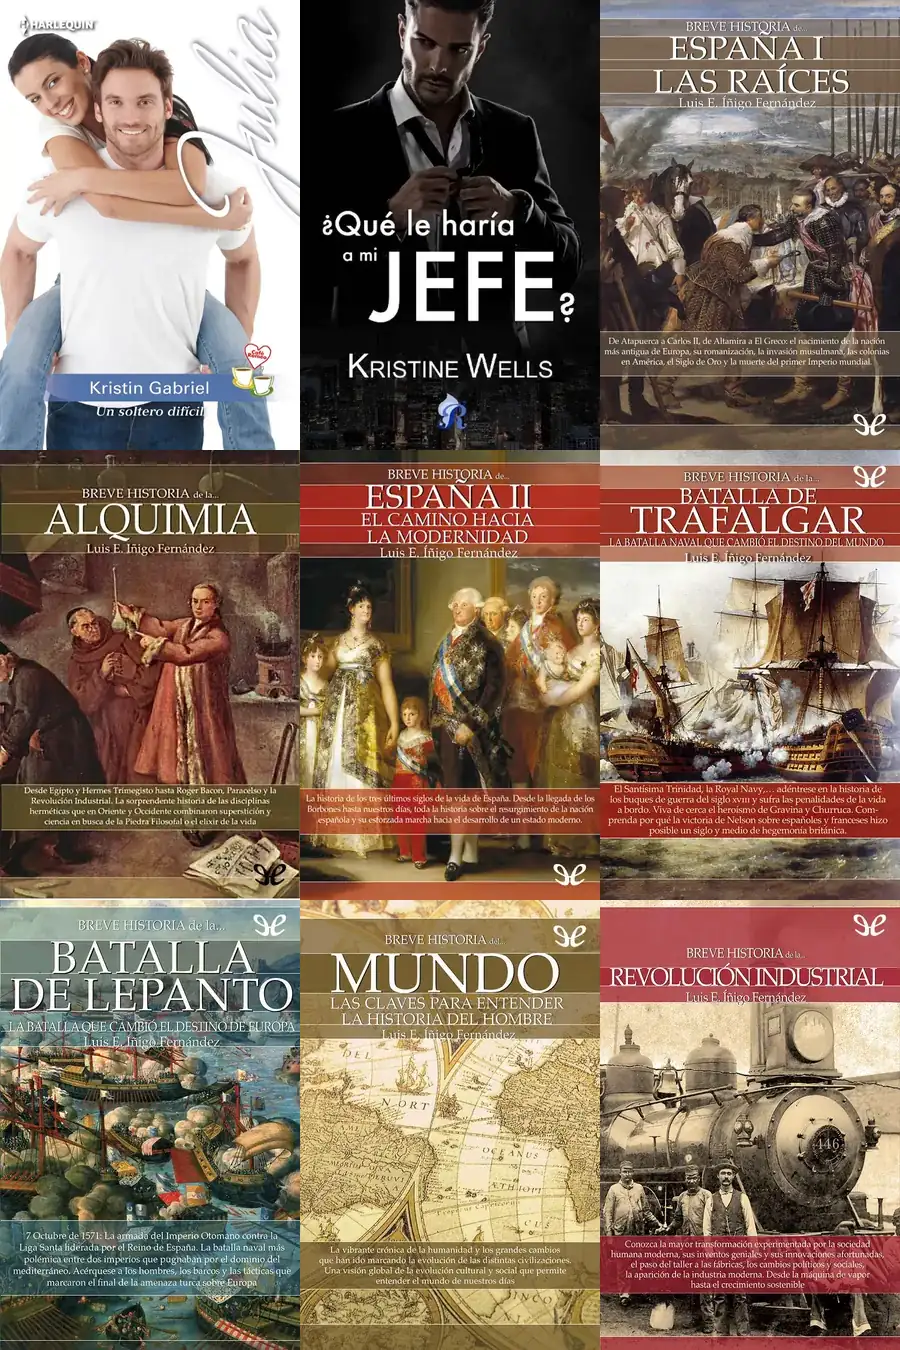 HARLEQUIN
Julia
Café Romance
Kristin Gabriel
Un soltero difícil
¿Qué le haría
a mi
JEFE?
KRISTINE WELLS
R
BREVE HISTORIA de...
ESPAÑA I
LAS RAÍCES
Luis E. Íñigo Fernández
De Atapuerca a Carlos II, de Altamira a El Greco: el nacimiento de la nación
más antigua de Europa, su romanización, la invasión musulmana, las colonias
en América, el Siglo de Oro y la muerte del primer Imperio mundial.
BREVE HISTORIA de la...
ALQUIMIA
Luis E. Íñigo Fernández
Desde Egipto y Hermes Trimegisto hasta Roger Bacon, Paracelso y la
Revolución Industrial. La sorprendente historia de las disciplinas
herméticas que en Oriente y Occidente combinaron superstición y
ciencia en busca de la Piedra Filosofal o el elixir de la vida
BREVE HISTORIA de...
ESPAÑA II
EL CAMINO HACIA
LA MODERNIDAD
Luis E. Íñigo Fernández
La historia de los tres últimos siglos de la vida de España. Desde la llegada de los
Borbones hasta nuestros días, toda la historia sobre el resurgimiento de la nación
española y su esforzada marcha hacia el desarrollo de un estado moderno.
BREVE HISTORIA de la...
BATALLA DE
TRAFALGAR
LA BATALLA NAVAL QUE CAMBIÓ EL DESTINO DEL MUNDO
Luis E. Íñigo Fernández
El Santísima Trinidad, la Royal Navy,... adéntrese en la historia de
los buques de guerra del siglo XVIII y sufra las penalidades de la vida
a bordo. Viva de cerca el heroísmo de Gravina y Churruca. Com-
prenda por qué la victoria de Nelson sobre españoles y franceses hizo
posible un siglo y medio de hegemonía británica.
BREVE HISTORIA de la...
BATALLA
DE LEPANTO
LA BATALLA QUE CAMBIÓ EL DESTINO DE EUROPA
Luis E. Íñigo Fernández
7 Octubre de 1571: La armada del Imperio Otomano contra la
Liga Santa liderada por el Reino de España. La batalla naval más
polémica entre dos imperios que pugnaban por el dominio del
mediterráneo. Acérquese a los hombres, los barcos y las tácticas que
marcaron el final de la amenaza turca sobre Europa
BREVE HISTORIA del...
MUNDO
LAS CLAVES PARA ENTENDER
LA HISTORIA DEL HOMBRE
Luis E. Íñigo Fernández
DEL
NORT
OCEANUS
ÆTHIOPI
CUS
La vibrante crónica de la humanidad y los grandes cambios
que han ido marcando la evolución de las distintas civilizaciones.
Una visión global de la evolución cultural y social que permite
entender el mundo de nuestros días
BREVE HISTORIA de la...
REVOLUCIÓN INDUSTRIAL
Luis E. Íñigo Fernández
446
Conozca la mayor transformación experimentada por la sociedad
humana moderna, sus inventos geniales y sus innovaciones afortunadas,
el paso del taller a las fábricas, los cambios políticos y sociales,
la aparición de la industria moderna. Desde la máquina de vapor
hasta el crecimiento sostenible